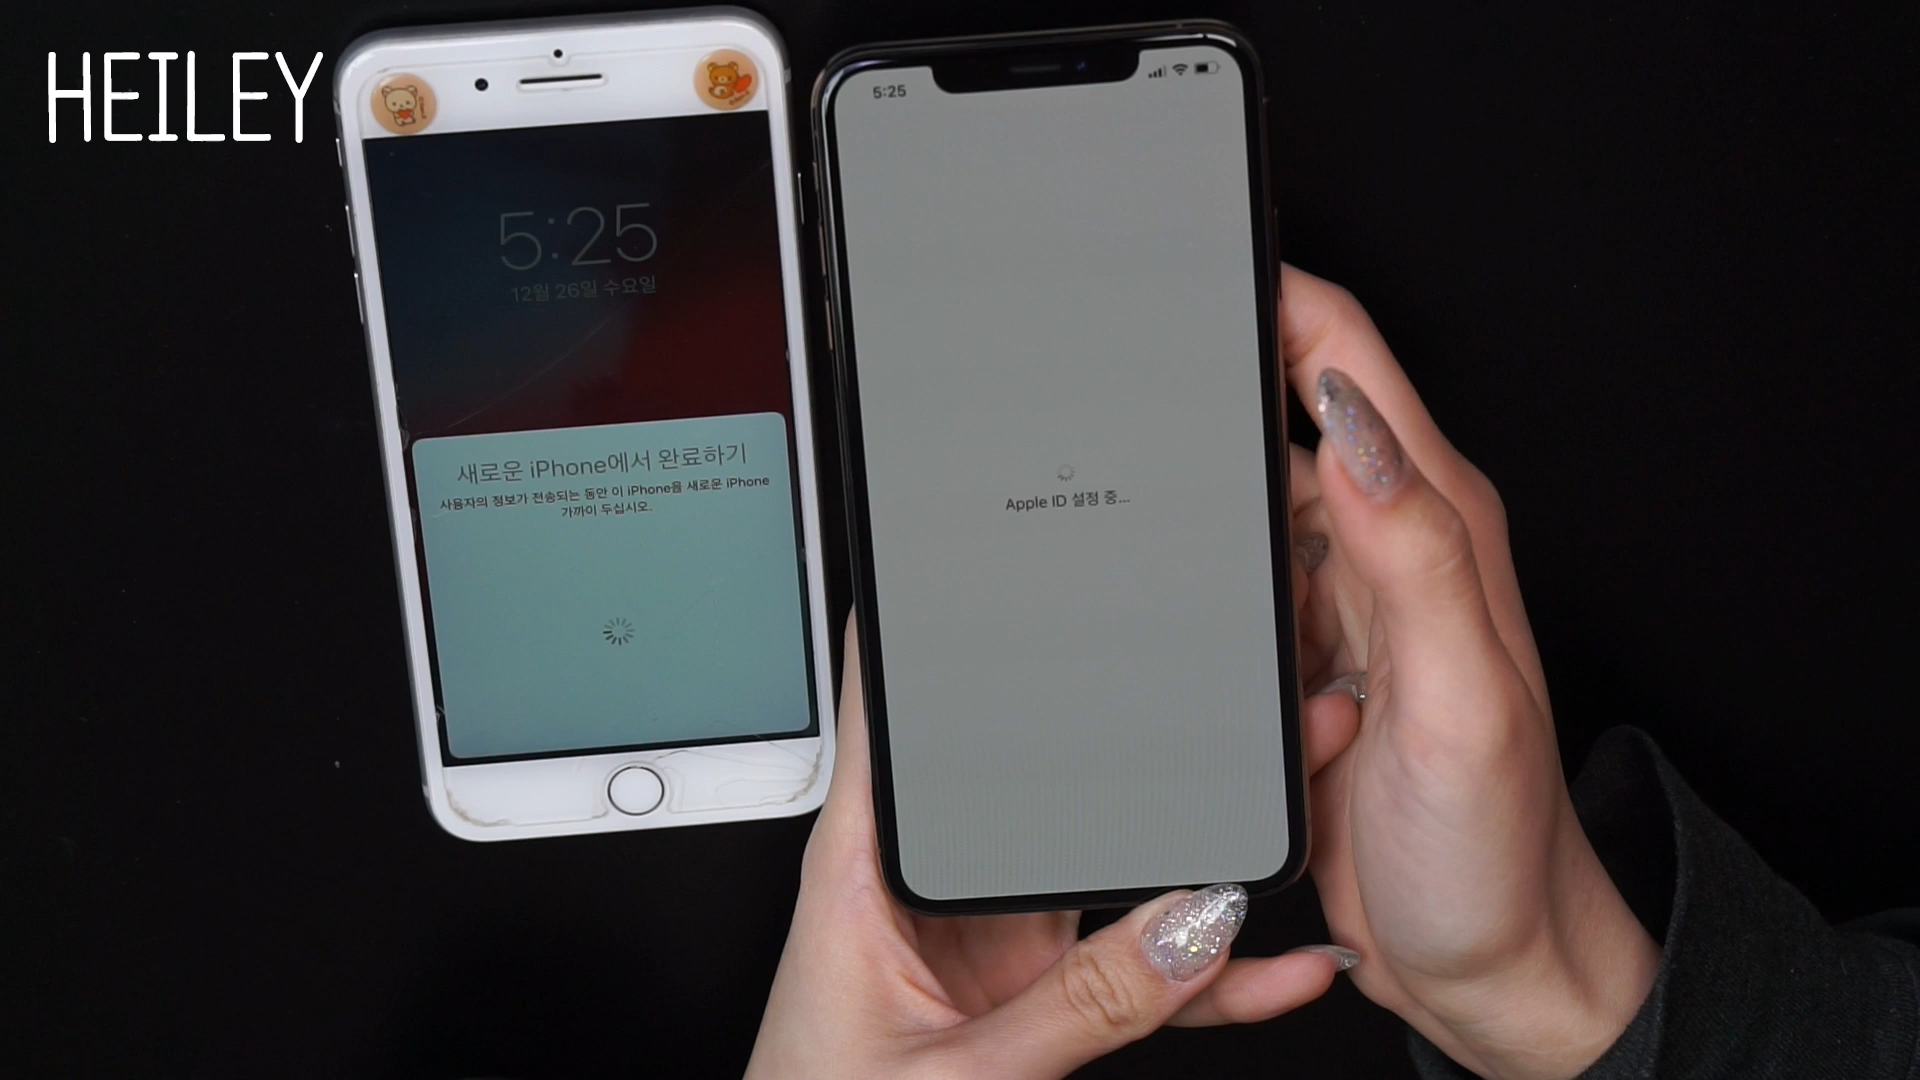 HEILEY
5:25
12월 26일 수요일
새로운 iPhone에서 완료하기
사용자의 정보가 전송되는 동안 이 iPhone을 새로운 iPhone
가까이 두십시오.
5:25
Apple ID 설정 중...